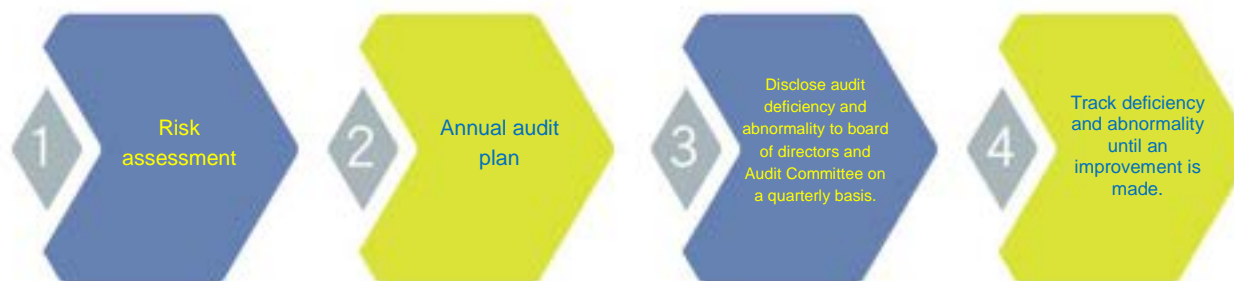 1
Risk
assessment
2
Annual audit
plan
3
Disclose audit
deficiency and
abnormality to board
of directors and
Audit Committee on
a quarterly basis.
4
Track deficiency
and abnormality
until an
improvement is
made.